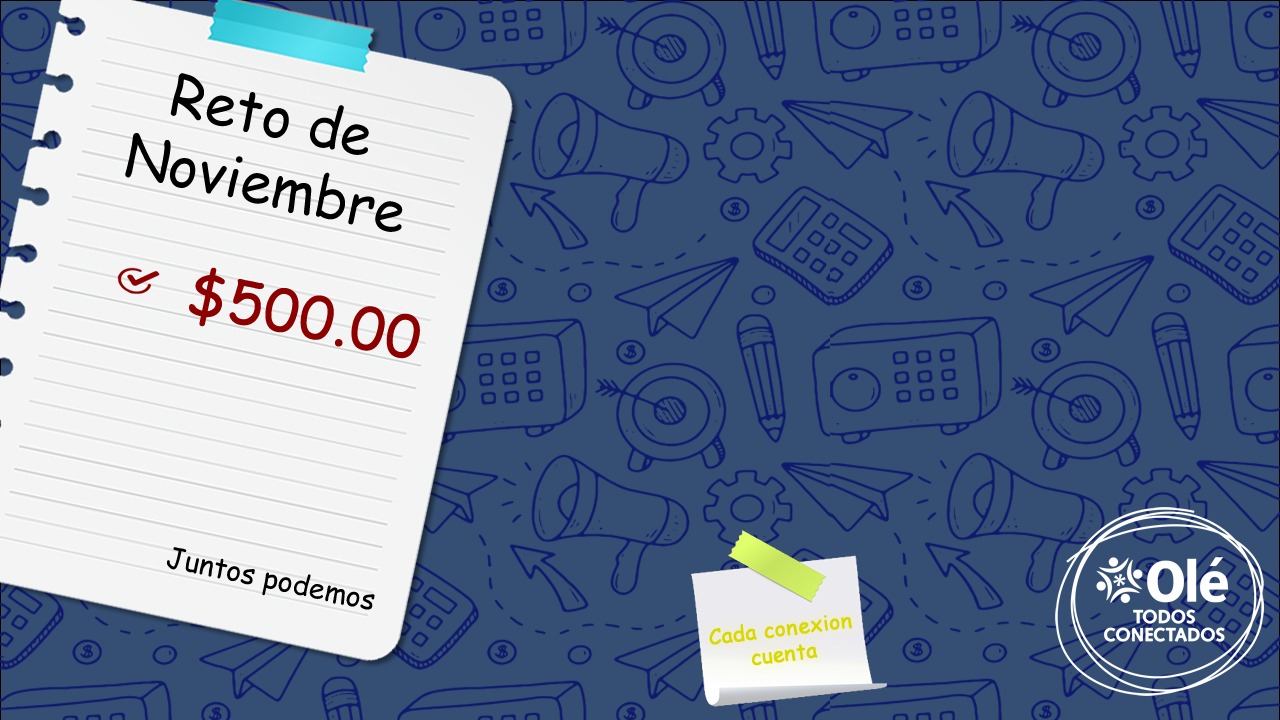 Reto de
Noviembre
$500.00
Juntos podemos
Cada conexion
cuenta
Olé
TODOS
CONECTADOS